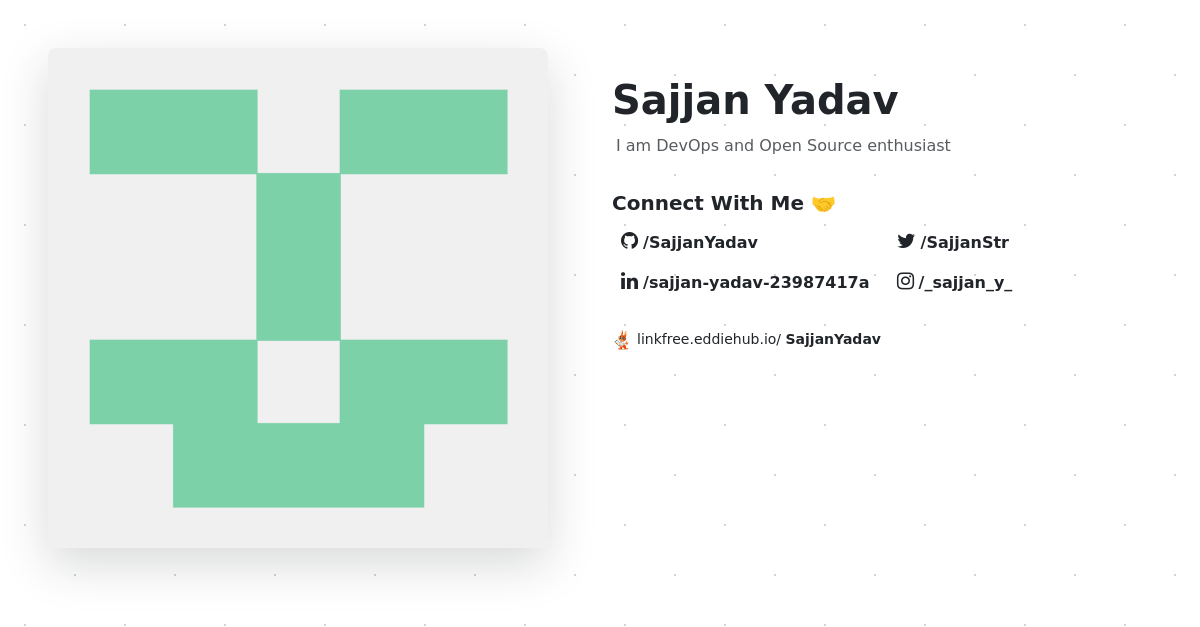 Sajjan Yadav
I am DevOps and Open Source enthusiast
Connect With Me 🤝
/SajjanYadav
/SajjanStr
/sajjan-yadav-23987417a
/_sajjan_y_
linkfree.eddiehub.io/ SajjanYadav